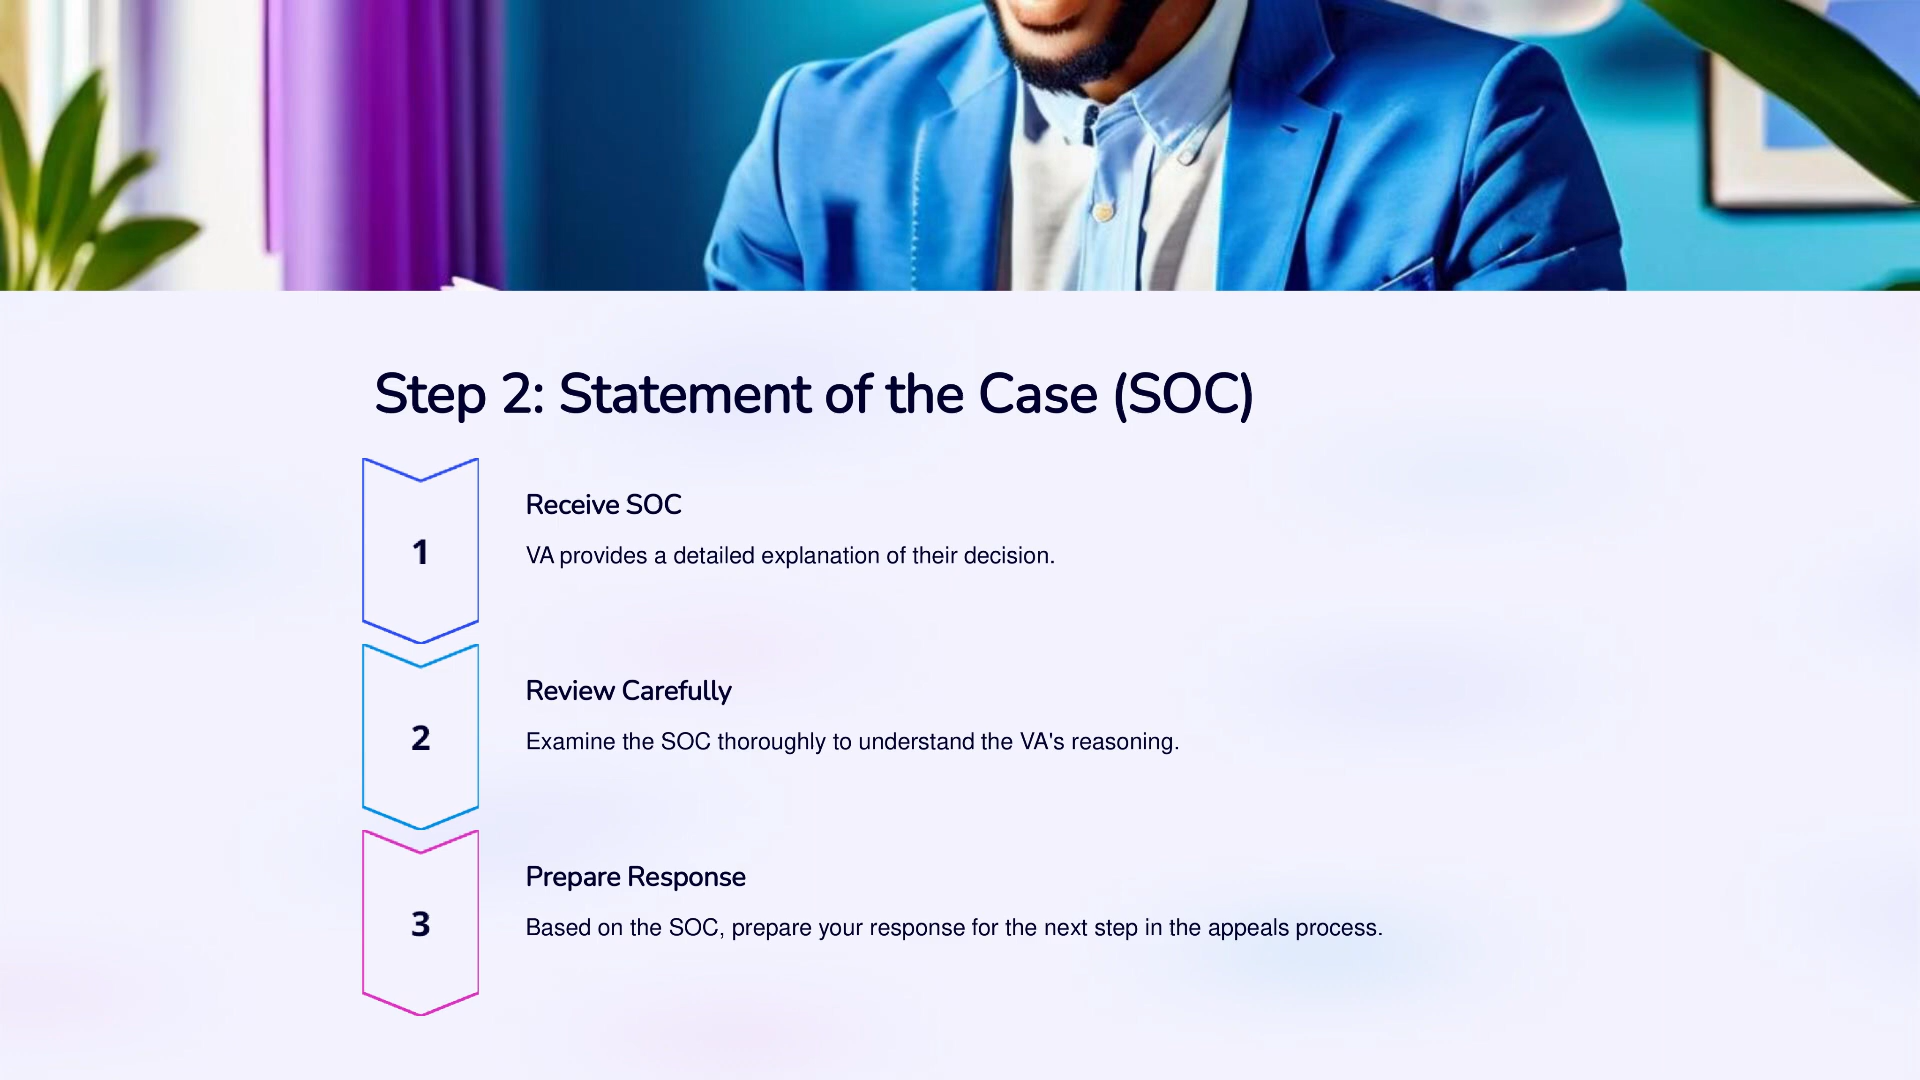 Step 2: Statement of the Case (SOC)
1
Receive SOC
VA provides a detailed explanation of their decision.
2
Review Carefully
Examine the SOC thoroughly to understand the VA's reasoning.
3
Prepare Response
Based on the SOC, prepare your response for the next step in the appeals process.